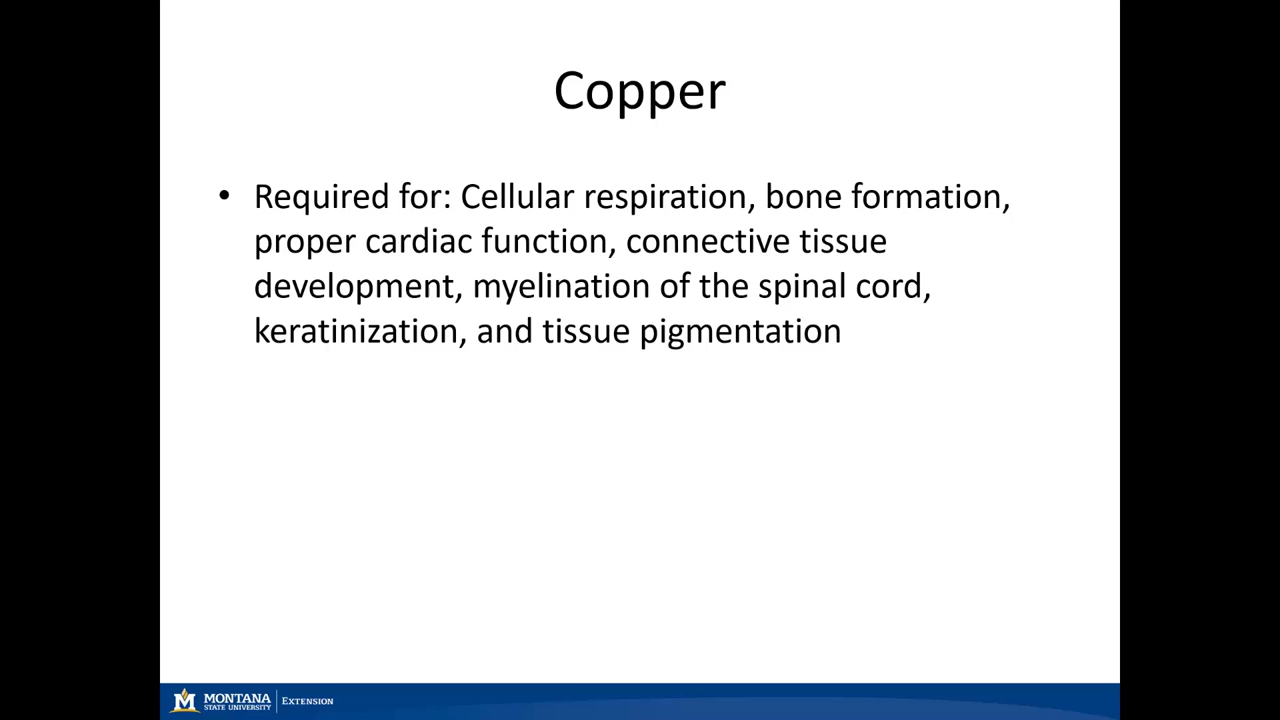 Copper
• Required for: Cellular respiration, bone formation,
proper cardiac function, connective tissue
development, myelination of the spinal cord,
keratinization, and tissue pigmentation
M MONTANA
STATE UNIVERSITY
EXTENSION